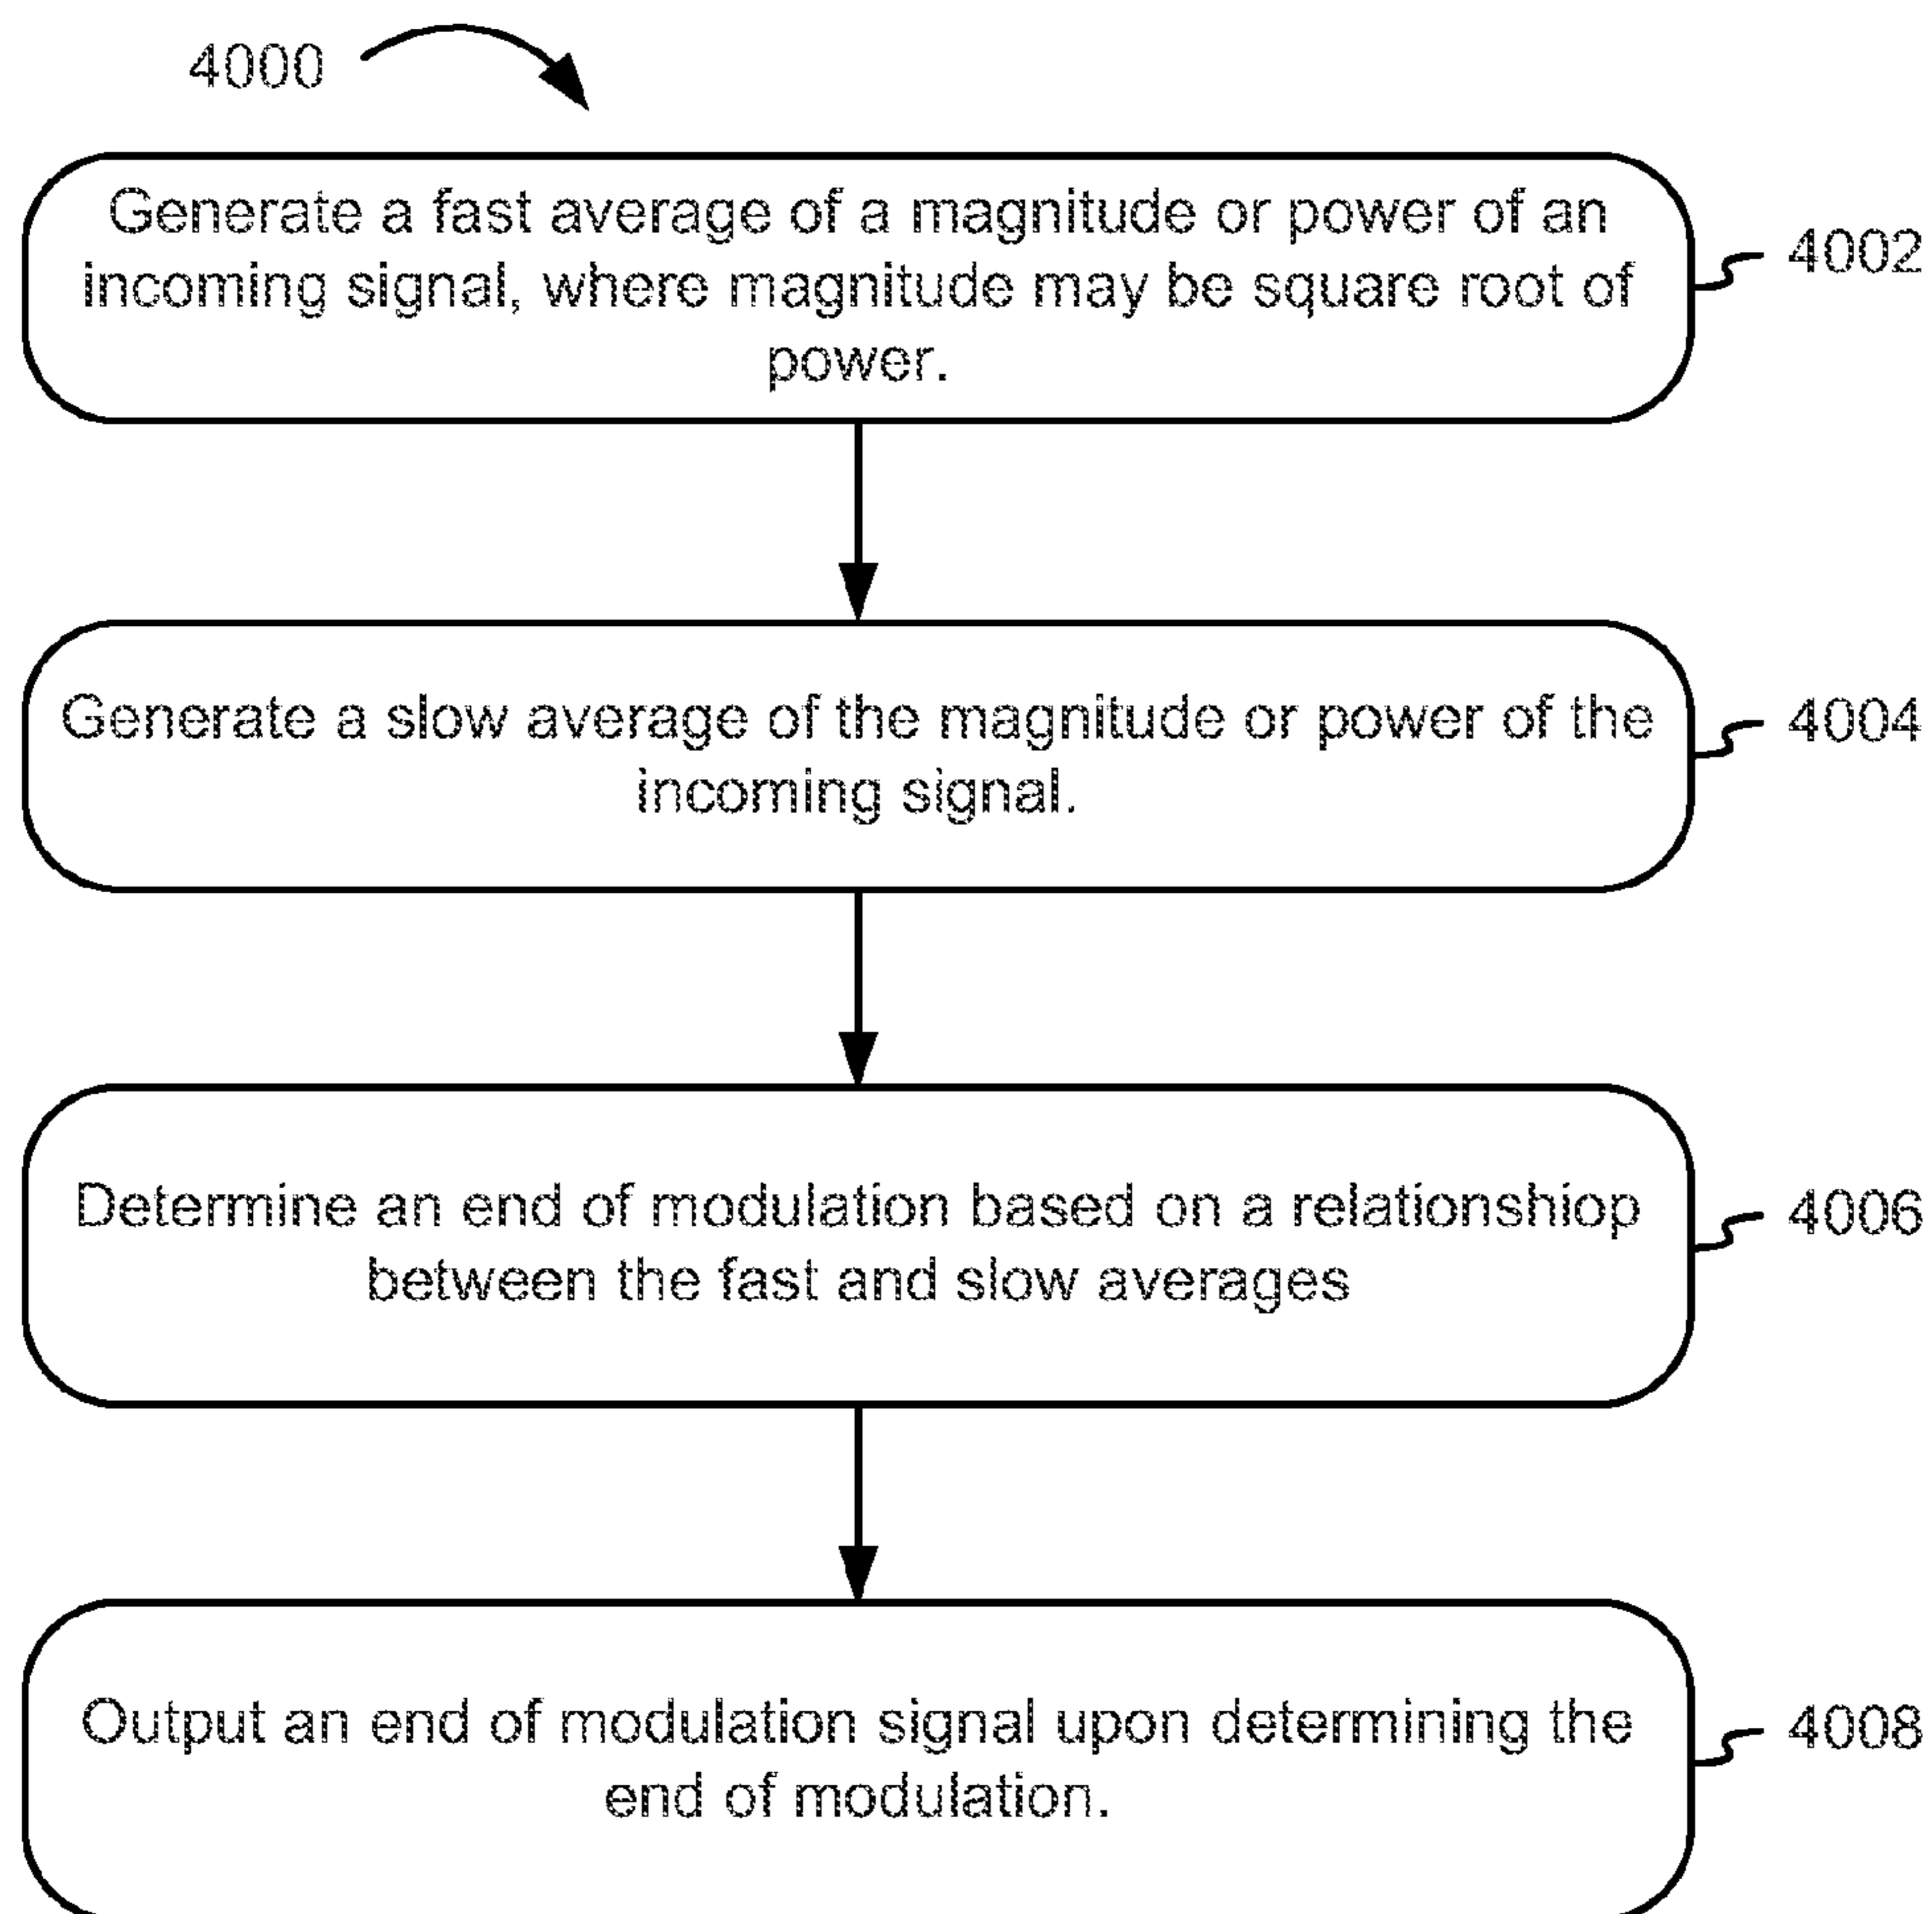 4000
Generate a fast average of a magnitude or power of an
incoming signal, where magnitude may be square root of
power.
4002
Generate a slow average of the magnitude or power of the
incoming signal.
4004
Determine an end of modulation based on a relationshiop
between the fast and slow averages
4006
Output an end of modulation signal upon determining the
end of modulation.
4008